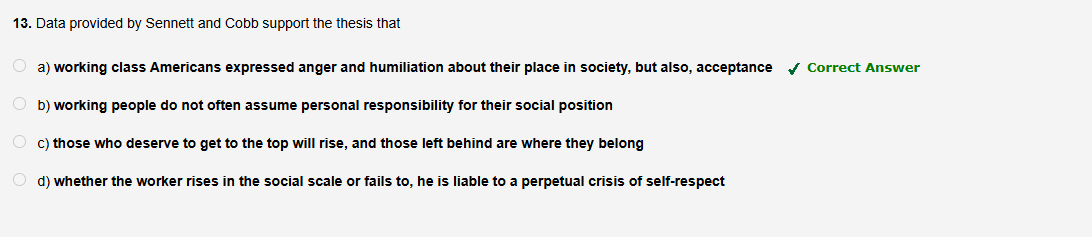 13. Data provided by Sennett and Cobb support the thesis that
a) working class Americans expressed anger and humiliation about their place in society, but also, acceptance ✓ Correct Answer
b) working people do not often assume personal responsibility for their social position
c) those who deserve to get to the top will rise, and those left behind are where they belong
d) whether the worker rises in the social scale or fails to, he is liable to a perpetual crisis of self-respect